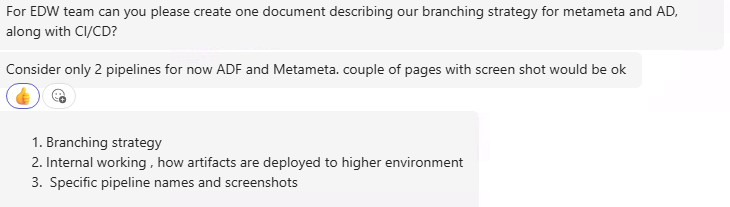 For EDW team can you please create one document describing our branching strategy for metameta and AD,
along with CI/CD?
Consider only 2 pipelines for now ADF and Metameta. couple of pages with screen shot would be ok
1. Branching strategy
2. Internal working , how artifacts are deployed to higher environment
3. Specific pipeline names and screenshots